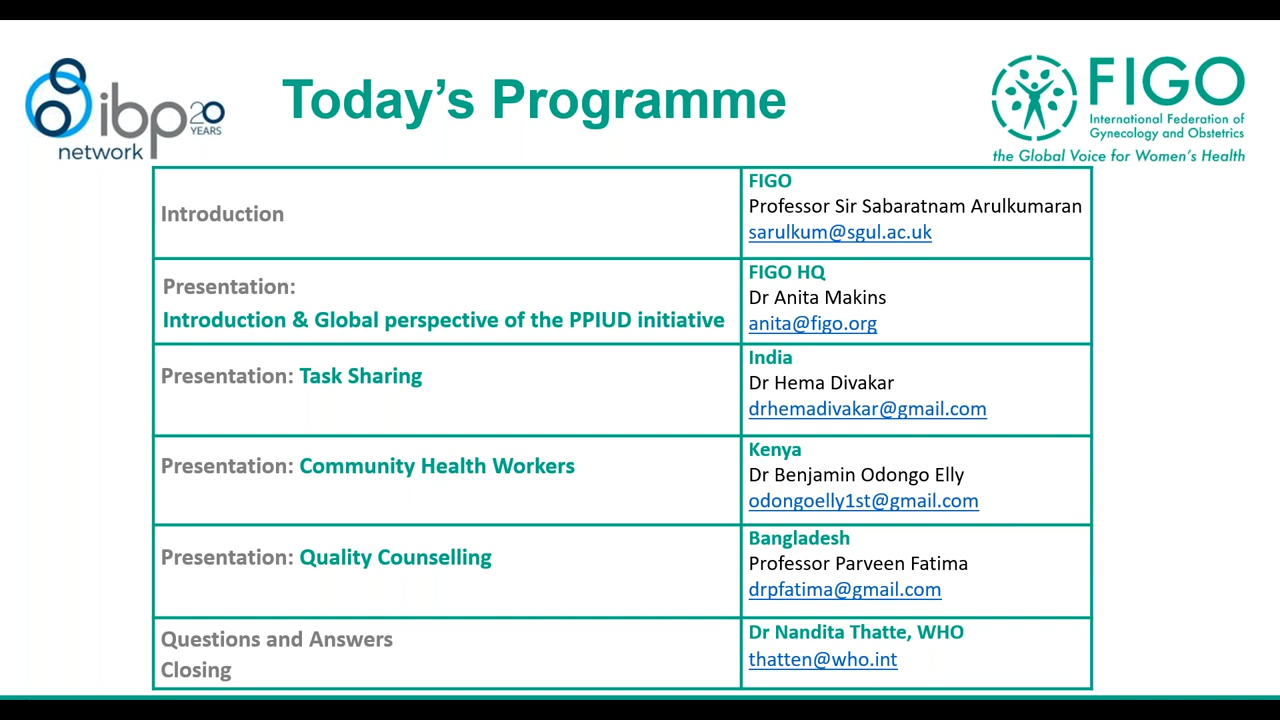 ibp 20
YEARS
network
Today's Programme
FIGO
International Federation of
Gynecology and Obstetrics
the Global Voice for Women's Health
Introduction
FIGO
Professor Sir Sabaratnam Arulkumaran
sarulkum@sgul.ac.uk
Presentation:
Introduction & Global perspective of the PPIUD initiative
FIGO HQ
Dr Anita Makins
anita@figo.org
Presentation: Task Sharing
India
Dr Hema Divakar
drhemadivakar@gmail.com
Presentation: Community Health Workers
Kenya
Dr Benjamin Odongo Elly
odongoelly1st@gmail.com
Presentation: Quality Counselling
Bangladesh
Professor Parveen Fatima
drpfatima@gmail.com
Questions and Answers
Closing
Dr Nandita Thatte, WHO
thatten@who.int